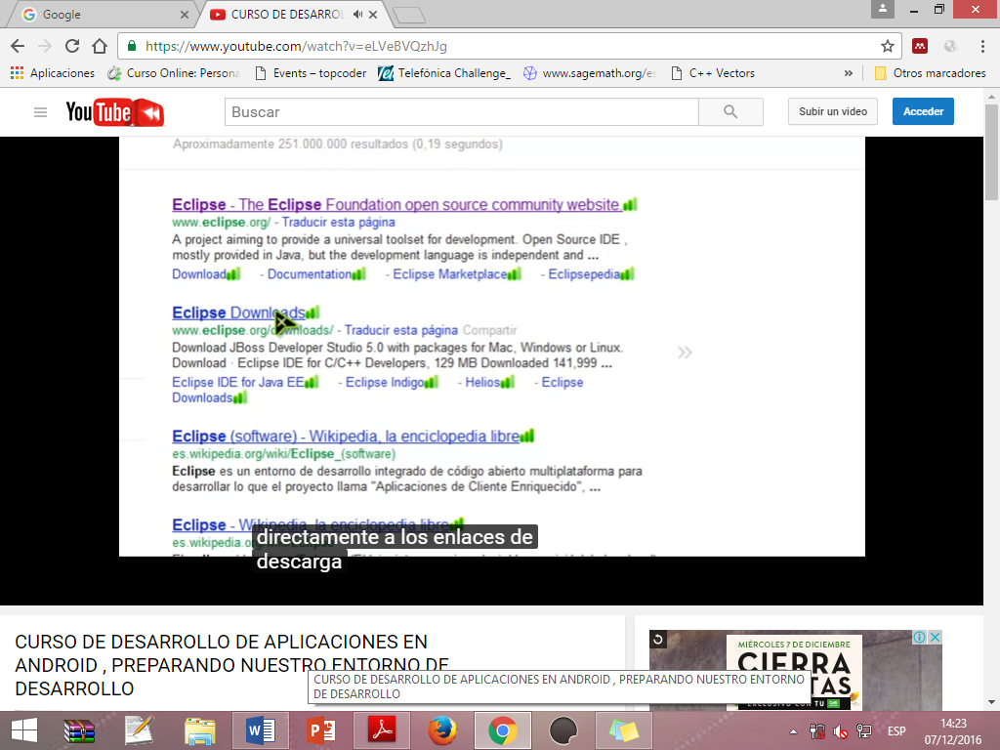 Google
CURSO DE DESARROL
https://www.youtube.com/watch?v=eLVeBVQzhJg
Aplicaciones
Curso Online: Persona
Events – topcoder
Telefónica Challenge_
www.sagemath.org/es
C++ Vectors
»
Otros marcadores
YouTube
Buscar
Subir un video
Acceder
Aproximadamente 251.000.000 resultados (0,19 segundos)
Eclipse - The Eclipse Foundation open source community website.
www.eclipse.org/ - Traducir esta página
A project aiming to provide a universal toolset for development. Open Source IDE ,
mostly provided in Java, but the development language is independent and ...
Download - Documentation - Eclipse Marketplace - Eclipsepedia
Eclipse Downloads
www.eclipse.org/downloads/ - Traducir esta página Compartir
Download JBoss Developer Studio 5.0 with packages for Mac, Windows or Linux.
Download · Eclipse IDE for C/C++ Developers, 129 MB Downloaded 141,999 ...
Eclipse IDE for Java EE - Eclipse Indigo - Helios - Eclipse
Downloads
Eclipse (software) - Wikipedia, la enciclopedia libre
es.wikipedia.org/wiki/Eclipse_(software)
Eclipse es un entorno de desarrollo integrado de código abierto multiplataforma para
desarrollar lo que el proyecto llama "Aplicaciones de Cliente Enriquecido", ...
Eclipse - Wikipedia, la enciclopedia libre
es.wikipedia.
directamente a los enlaces de
descarga
CURSO DE DESARROLLO DE APLICACIONES EN
ANDROID , PREPARANDO NUESTRO ENTORNO DE
DESARROLLO
CURSO DE DESARROLLO DE APLICACIONES EN ANDROID , PREPARANDO NUESTRO ENTORNO
DE DESARROLLO
MIÉRCOLES 7 DE DICIEMBRE
CIERRA
TAS
EXCLUSIVO CON TU
ESP
14:23
07/12/2016